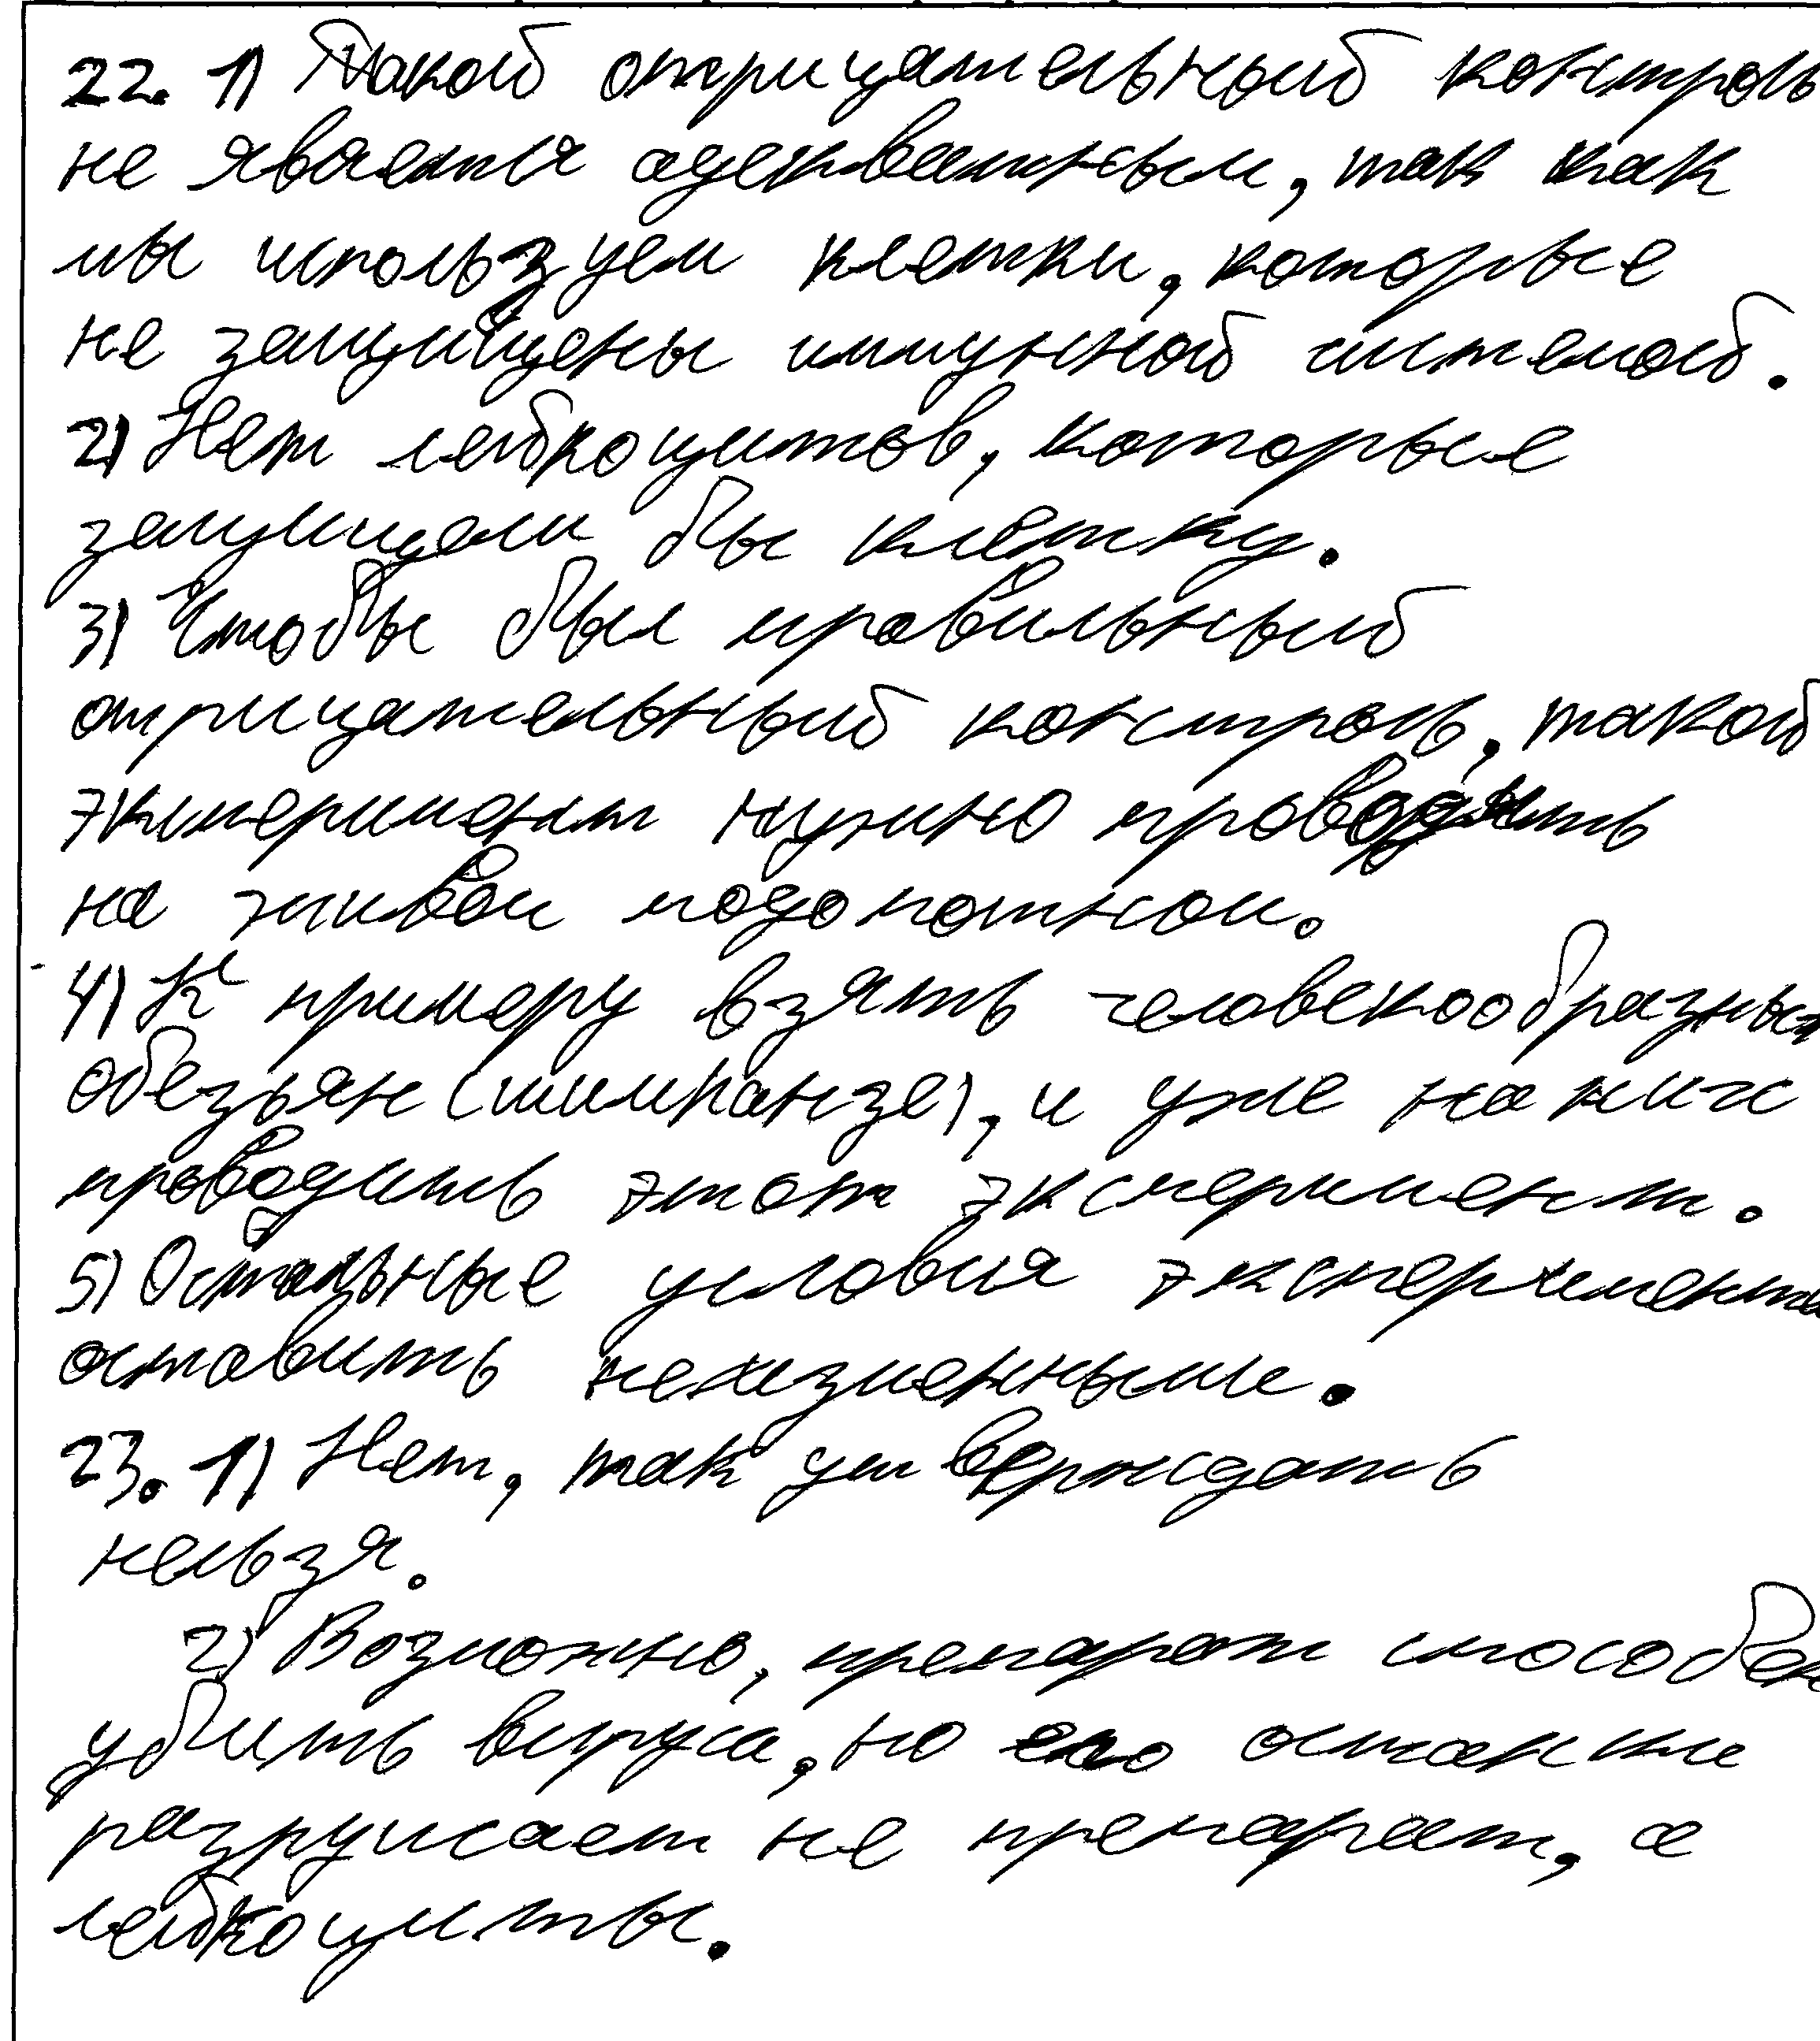 22. 1) Такой отрицательный контроль
не является адекватным, так как
мы используем клетки, которые
не защищены иммунной системой.
2) Нет лейкоцитов, которые
защищали бы клетку.
3) Чтобы был правильный
отрицательный контроль, такой
эксперимент нужно проводить
на живом подопотном.
4) К примеру взять человекообразных
обезьян (шимпанзе), и уже на них
проводить этот эксперимент.
5) Остальные условия эксперимента
оставить неизменными.
23. 1) Нет, так утверждать
нельзя.
2) Возможно, препарат способен
убить вируса, но его останки
разрушает не препарат, а
лейкоциты.